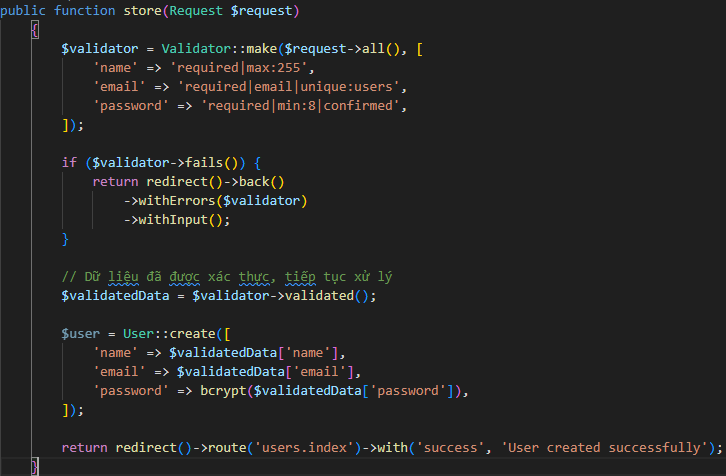 public function store(Request $request)
{
$validator = Validator::make($request->all(), [
'name' => 'required|max:255',
'email' => 'required|email|unique:users',
'password' => 'required|min:8|confirmed',
]);
if ($validator->fails()) {
return redirect()->back()
->withErrors($validator)
->withInput();
}
// Dữ liệu đã được xác thực, tiếp tục xử lý
$validatedData = $validator->validated();
$user = User::create([
'name' => $validatedData['name'],
'email' => $validatedData['email'],
'password' => bcrypt($validatedData['password']),
]);
return redirect()->route('users.index')->with('success', 'User created successfully');
}